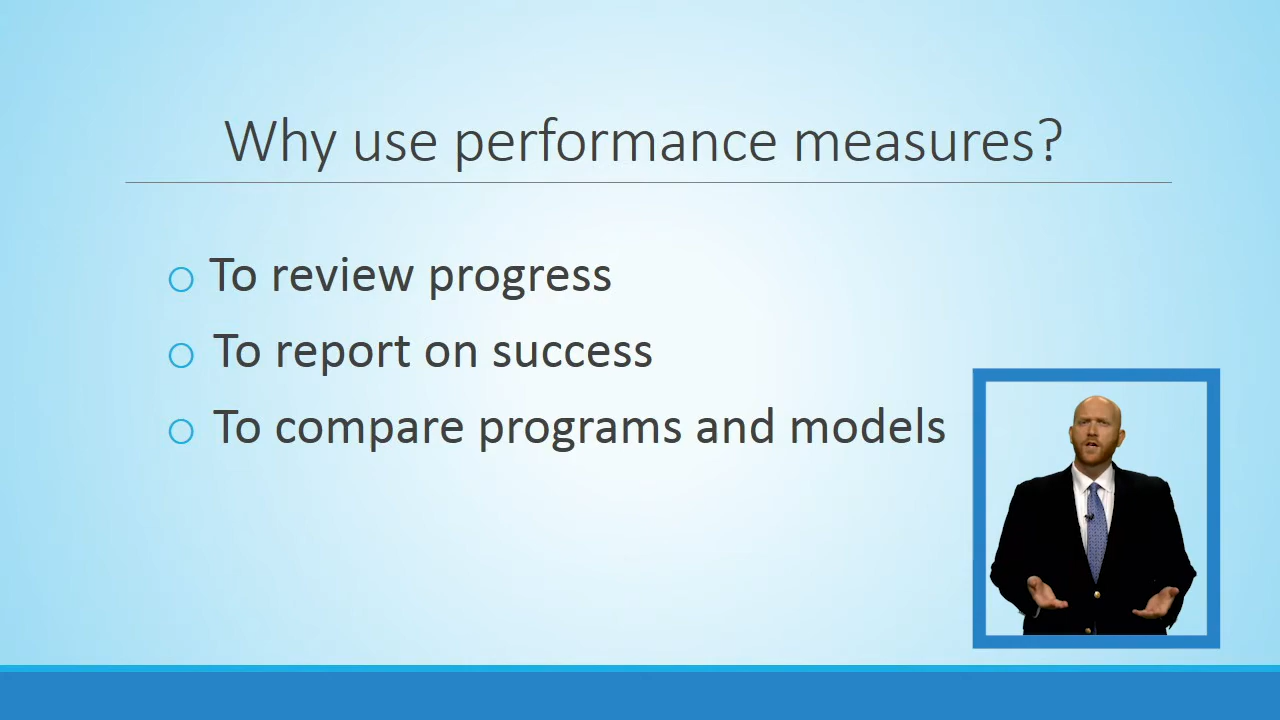 Why use performance measures?
To review progress
To report on success
To compare programs and models